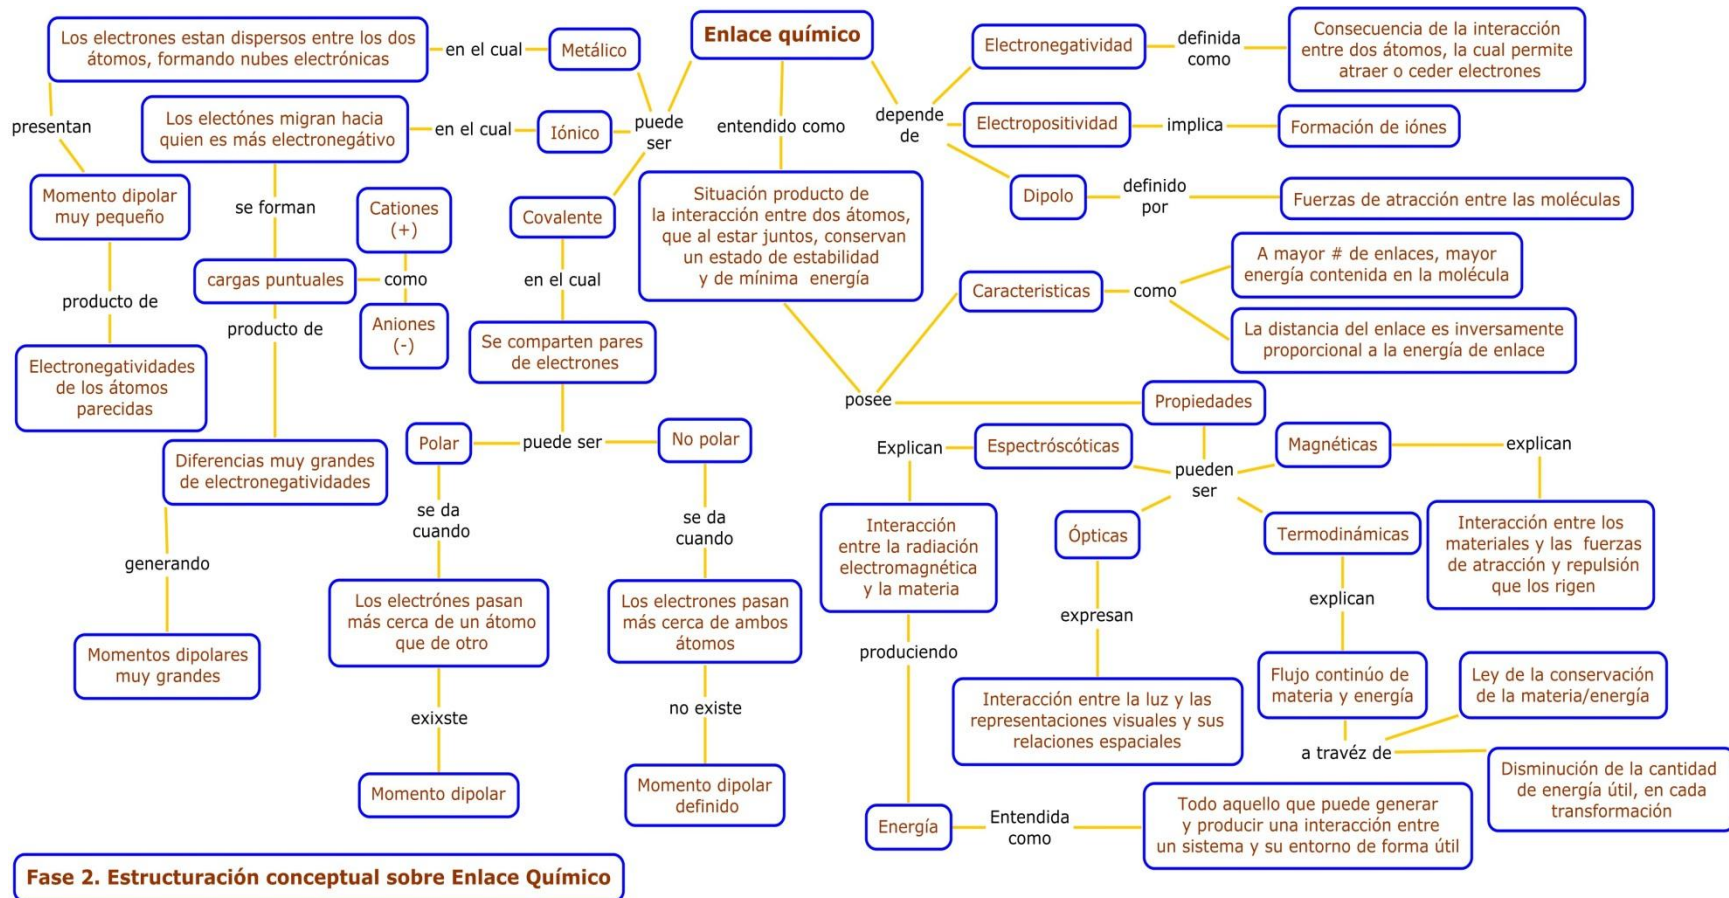 Enlace químico
puede
ser
Metálico
en el cual
Los electrones estan dispersos entre los dos
átomos, formando nubes electrónicas
presentan
Momento dipolar
muy pequeño
producto de
Electronegatividades
de los átomos
parecidas
Iónico
en el cual
Los electónes migran hacia
quien es más electronegátivo
se forman
cargas puntuales
como
Cationes
(+)
Aniones
(-)
producto de
Diferencias muy grandes
de electronegatividades
generando
Momentos dipolares
muy grandes
Covalente
en el cual
Se comparten pares
de electrones
puede ser
Polar
se da
cuando
Los electrónes pasan
más cerca de un átomo
que de otro
exixste
Momento dipolar
No polar
se da
cuando
Los electrones pasan
más cerca de ambos
átomos
no existe
Momento dipolar
definido
entendido como
Situación producto de
la interacción entre dos átomos,
que al estar juntos, conservan
un estado de estabilidad
y de mínima energía
depende
de
Electronegatividad
definida
como
Consecuencia de la interacción
entre dos átomos, la cual permite
atraer o ceder electrones
Electropositividad
implica
Formación de iónes
Dipolo
definido
por
Fuerzas de atracción entre las moléculas
posee
Caracteristicas
como
A mayor # de enlaces, mayor
energía contenida en la molécula
La distancia del enlace es inversamente
proporcional a la energía de enlace
Propiedades
pueden
ser
Espectróscóticas
Explican
Interacción
entre la radiación
electromagnética
y la materia
produciendo
Energía
Entendida
como
Todo aquello que puede generar
y producir una interacción entre
un sistema y su entorno de forma útil
Ópticas
expresan
Interacción entre la luz y las
representaciones visuales y sus
relaciones espaciales
Termodinámicas
explican
Flujo continúo de
materia y energía
a travéz de
Ley de la conservación
de la materia/energía
Disminución de la cantidad
de energía útil, en cada
transformación
Magnéticas
explican
Interacción entre los
materiales y las fuerzas
de atracción y repulsión
que los rigen
Fase 2. Estructuración conceptual sobre Enlace Químico